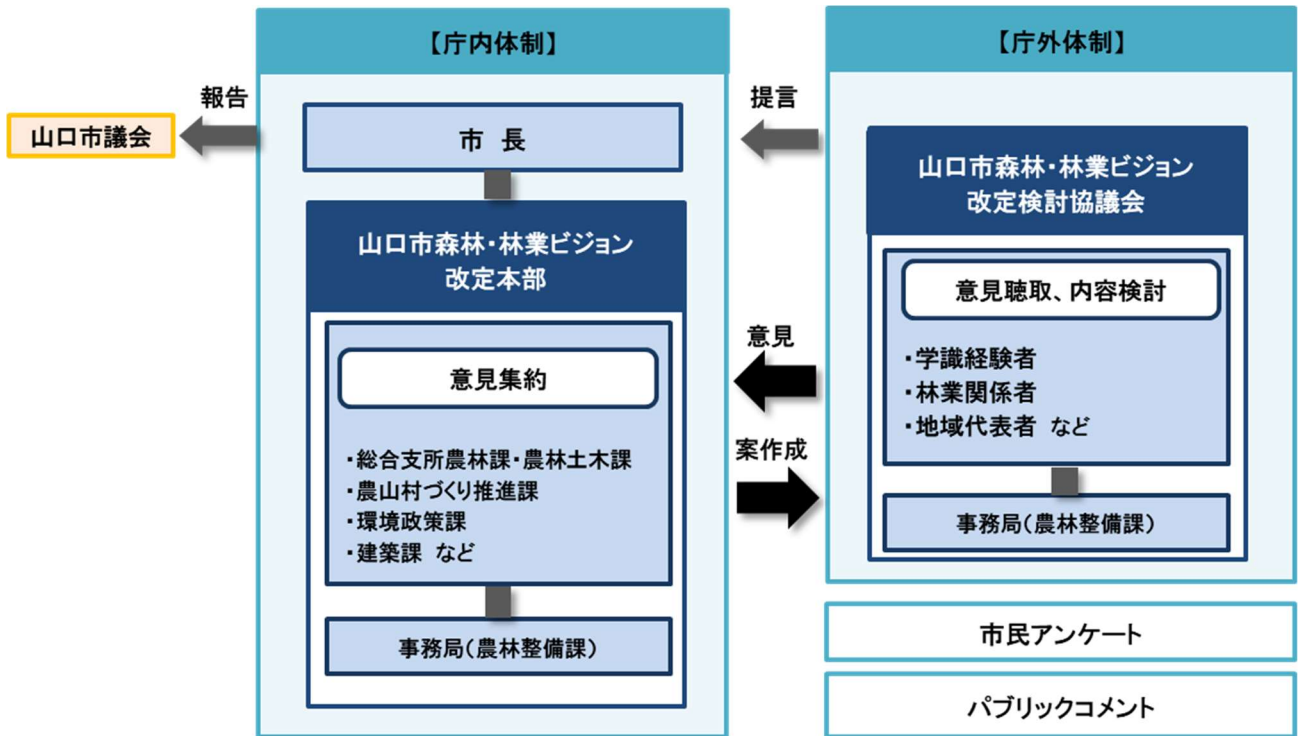 【庁内体制】
報告
山口市議会
市 長
山口市森林・林業ビジョン
改定本部
意見集約
・総合支所農林課・農林土木課
・農山村づくり推進課
・環境政策課
・建築課 など
事務局(農林整備課)
提言
意見
案作成
【庁外体制】
山口市森林・林業ビジョン
改定検討協議会
意見聴取、内容検討
・学識経験者
・林業関係者
・地域代表者 など
事務局(農林整備課)
市民アンケート
パブリックコメント